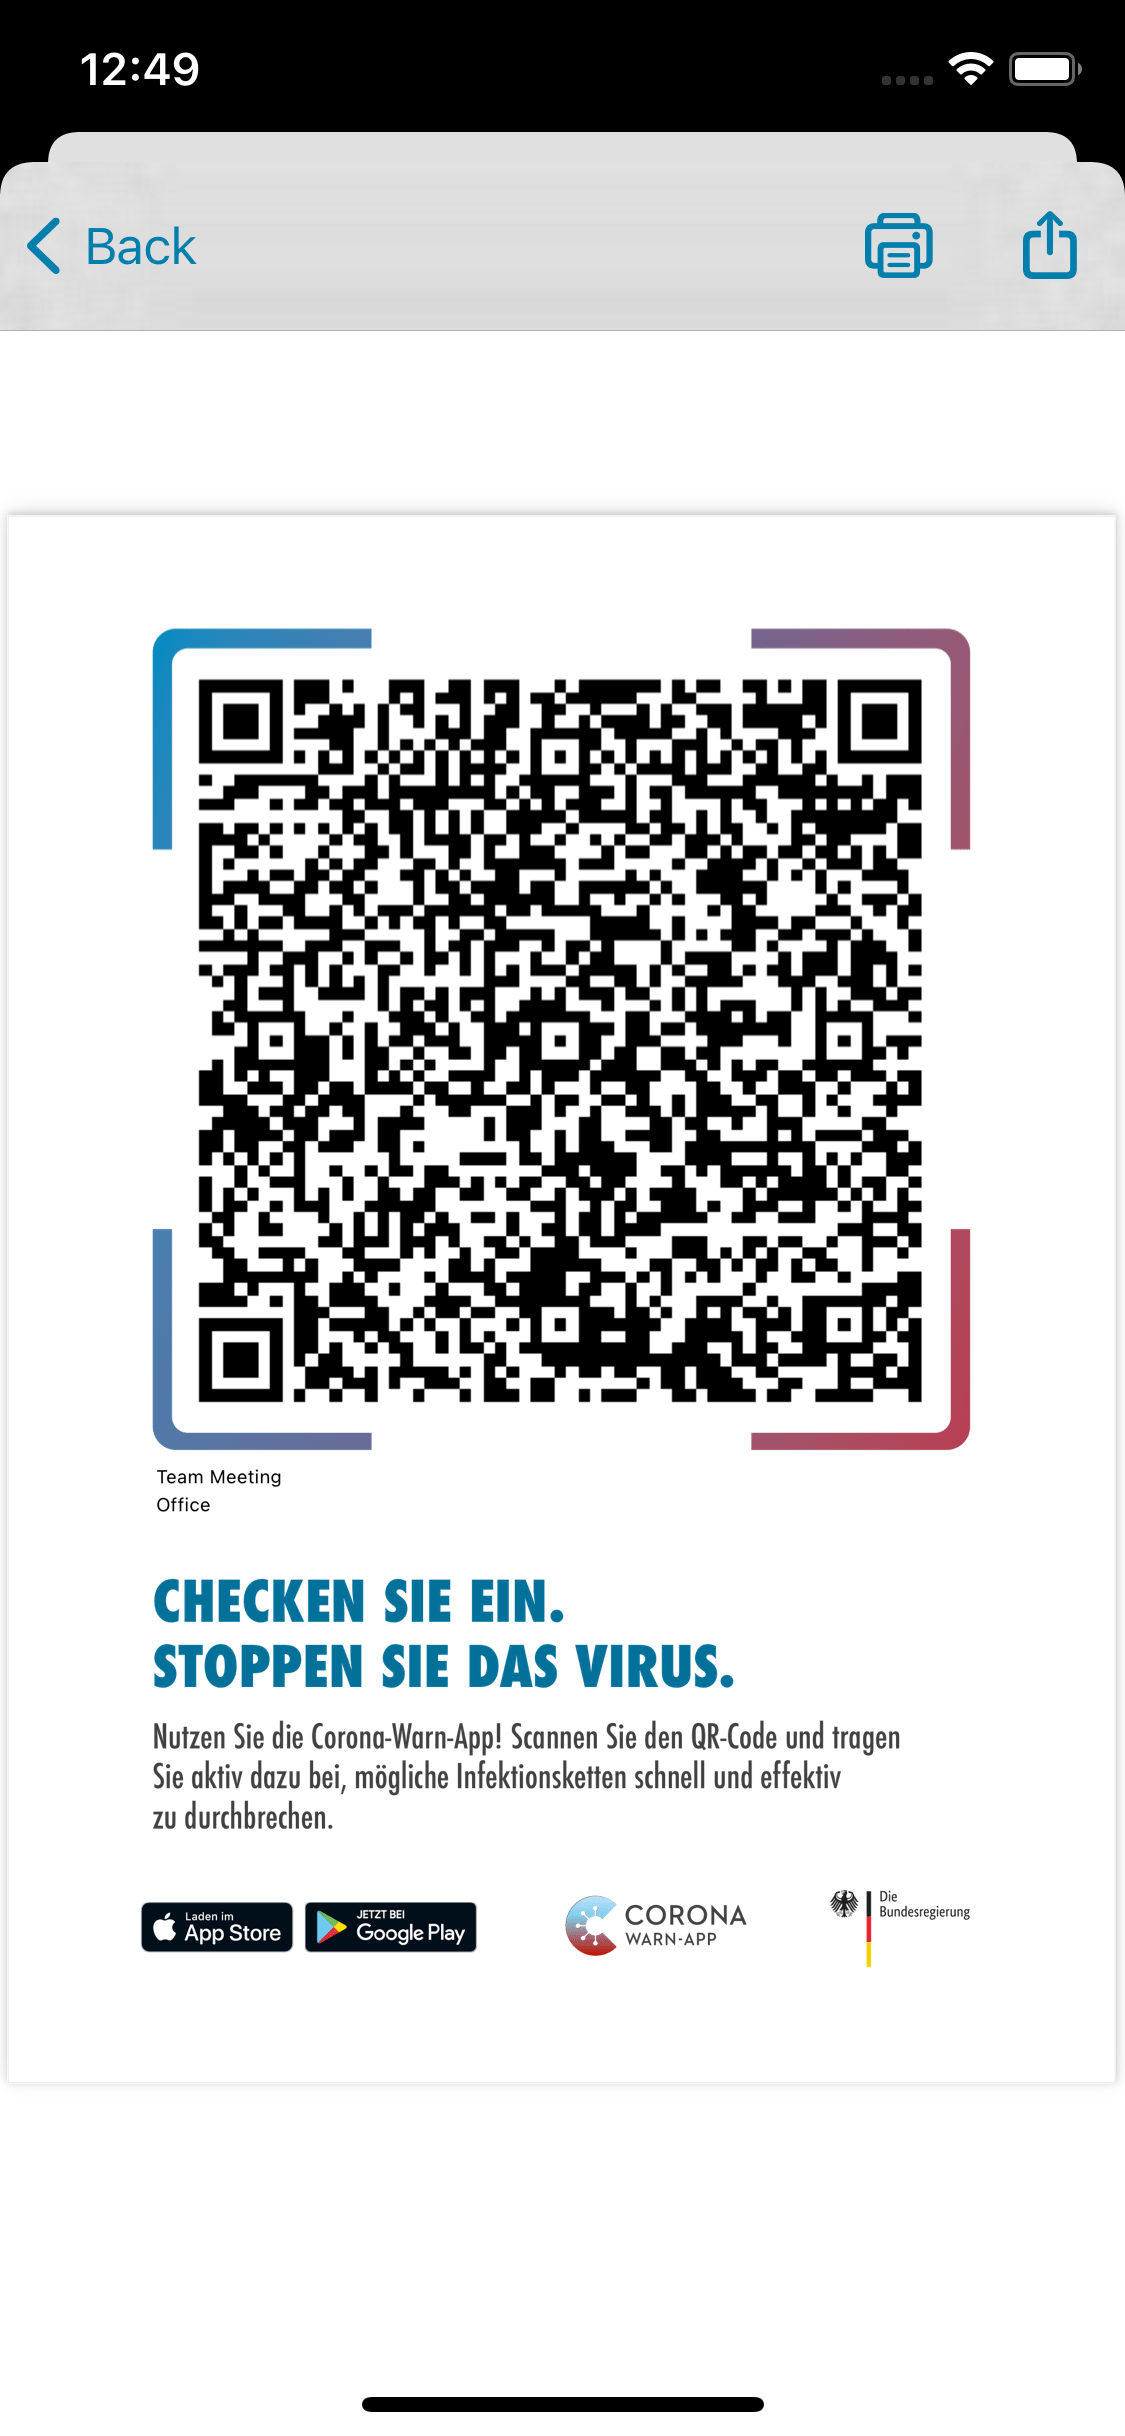 12:49
Back
Team Meeting
Office
CHECKEN SIE EIN.
STOPPEN SIE DAS VIRUS.
Nutzen Sie die Corona-Warn-App! Scannen Sie den QR-Code und tragen
Sie aktiv dazu bei, mögliche Infektionsketten schnell und effektiv
zu durchbrechen.
Laden im
App Store
JETZT BEI
Google Play
CORONA
WARN-APP
Die
Bundesregierung